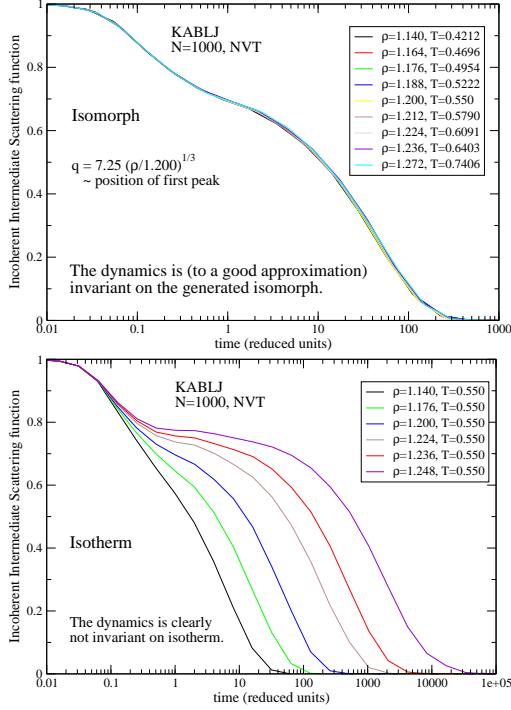 1
0.8
0.6
0.4
0.2
0
Incoherent Intermediate Scattering function
KABLJ
N=1000, NVT
ρ=1.140, T=0.4212
ρ=1.164, T=0.4696
ρ=1.176, T=0.4954
ρ=1.188, T=0.5222
ρ=1.200, T=0.550
ρ=1.212, T=0.5790
ρ=1.224, T=0.6091
ρ=1.236, T=0.6403
ρ=1.272, T=0.7406
Isomorph
q = 7.25 (ρ/1.200)^1/3
~ position of first peak
The dynamics is (to a good approximation)
invariant on the generated isomorph.
0.01 0.1 1 10 100 1000
time (reduced units)
1
0.8
0.6
0.4
0.2
0
Incoherent Intermediate Scattering function
KABLJ
N=1000, NVT
ρ=1.140, T=0.550
ρ=1.176, T=0.550
ρ=1.200, T=0.550
ρ=1.224, T=0.550
ρ=1.236, T=0.550
ρ=1.248, T=0.550
Isotherm
The dynamics is clearly
not invariant on isotherm.
0.01 0.1 1 10 100 1000 10000 1e+05
time (reduced units)